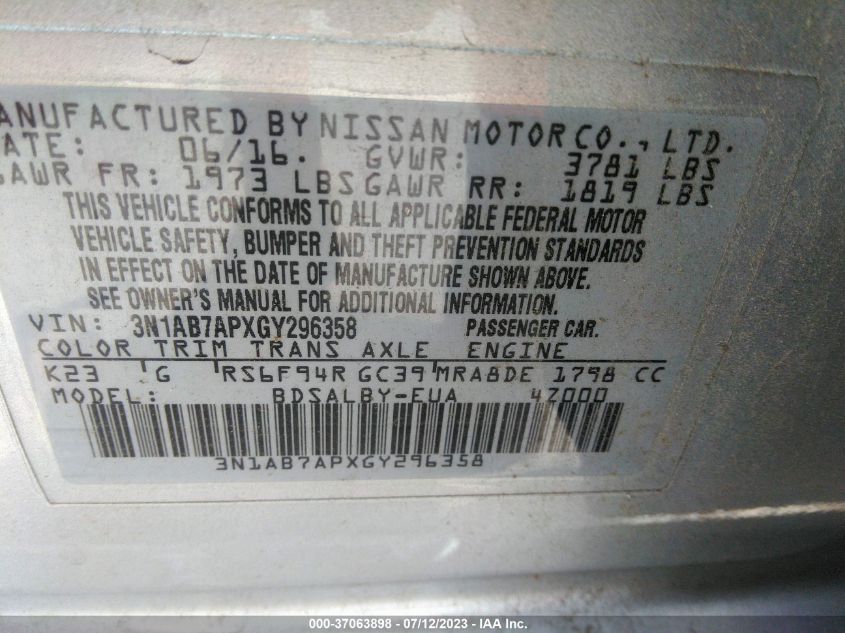 MANUFACTURED BY NISSAN MOTOR CO., LTD.
DATE: 06/16. GVWR: 3781 LBS
GAWR FR: 1973 LBS GAWR RR: 1819 LBS
THIS VEHICLE CONFORMS TO ALL APPLICABLE FEDERAL MOTOR
VEHICLE SAFETY, BUMPER AND THEFT PREVENTION STANDARDS
IN EFFECT ON THE DATE OF MANUFACTURE SHOWN ABOVE.
SEE OWNER'S MANUAL FOR ADDITIONAL INFORMATION.
VIN: 3N1AB7APXGY296358 PASSENGER CAR.
COLOR TRIM TRANS AXLE ENGINE
K23 G RS6F94R GC39 MRA8DE 1798 CC
MODEL: BDSALBY-EUA 4Z000
3N1AB7APXGY296358
000-37063898 - 07/12/2023 - IAA Inc.